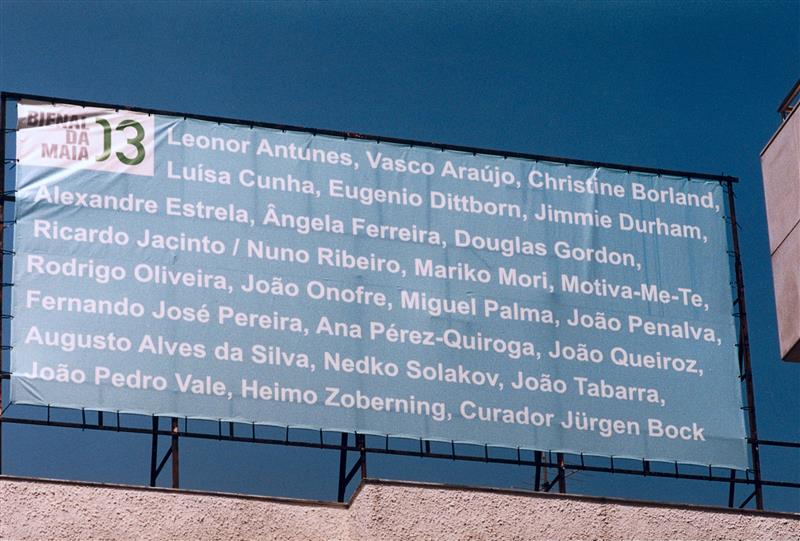 BIENAL
DA
MAIA 03
Leonor Antunes, Vasco Araújo, Christine Borland,
Luísa Cunha, Eugenio Dittborn, Jimmie Durham,
Alexandre Estrela, Ângela Ferreira, Douglas Gordon,
Ricardo Jacinto / Nuno Ribeiro, Mariko Mori, Motiva-Me-Te,
Rodrigo Oliveira, João Onofre, Miguel Palma, João Penalva,
Fernando José Pereira, Ana Pérez-Quiroga, João Queiroz,
Augusto Alves da Silva, Nedko Solakov, João Tabarra,
João Pedro Vale, Heimo Zoberning, Curador Jürgen Bock